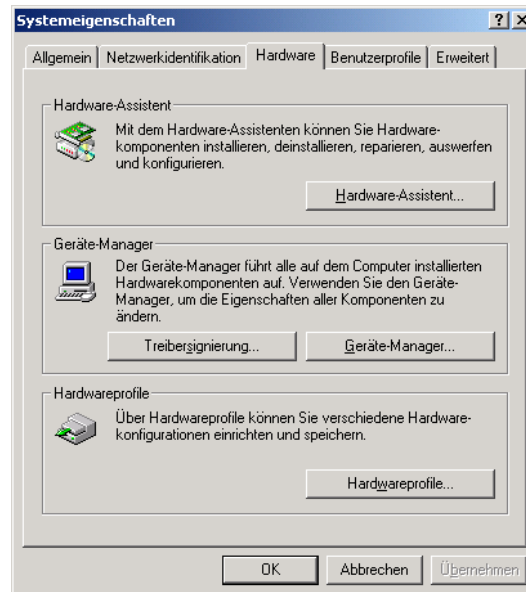 Systemeigenschaften
Allgemein Netzwerkidentifikation Hardware Benutzerprofile Erweitert
Hardware-Assistent
Mit dem Hardware-Assistenten können Sie Hardware-
komponenten installieren, deinstallieren, reparieren, auswerfen
und konfigurieren.
Hardware-Assistent...
Geräte-Manager
Der Geräte-Manager führt alle auf dem Computer installierten
Hardwarekomponenten auf. Verwenden Sie den Geräte-
Manager, um die Eigenschaften aller Komponenten zu
ändern.
Treibersignierung... Geräte-Manager...
Hardwareprofile
Über Hardwareprofile können Sie verschiedene Hardware-
konfigurationen einrichten und speichern.
Hardwareprofile...
OK Abbrechen Übernehmen